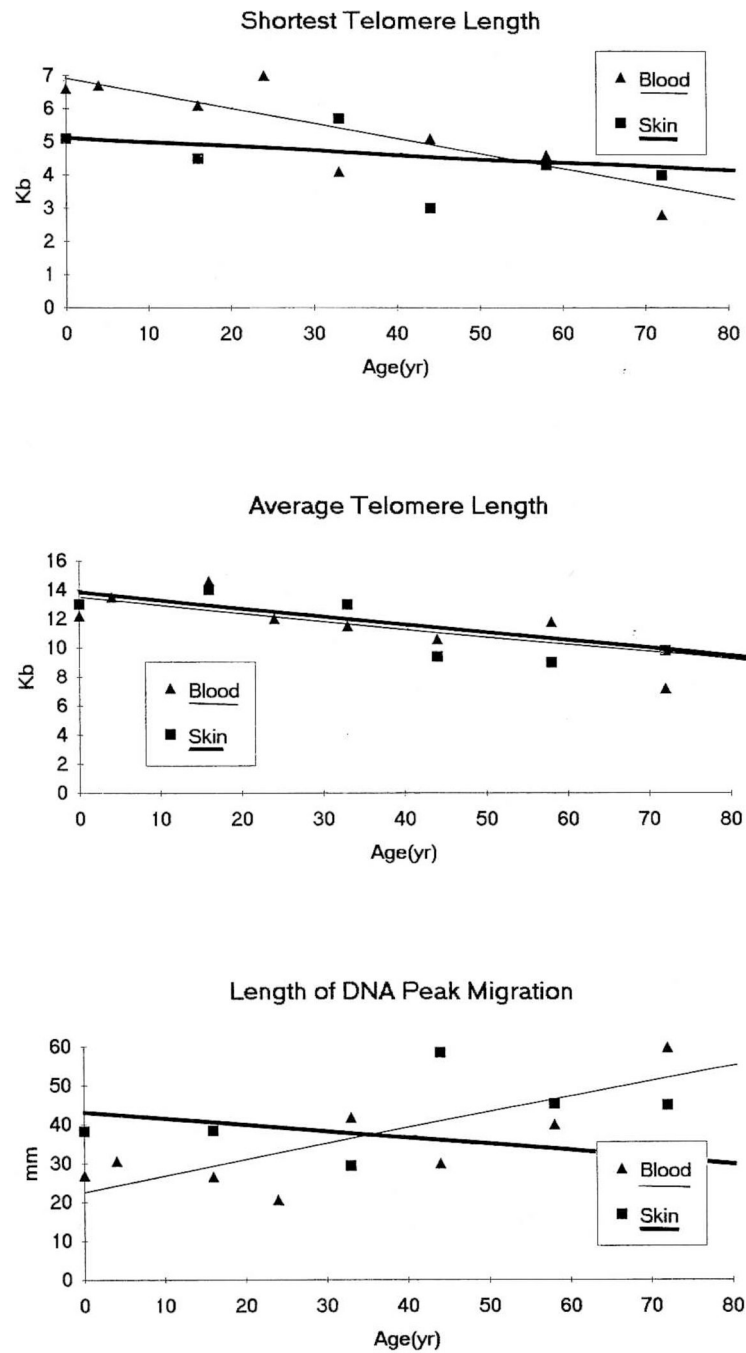 Shortest Telomere Length
7
6
5
4
3
2
1
0
Kb
0 10 20 30 40 50 60 70 80
Age(yr)
Blood
Skin
Average Telomere Length
16
14
12
10
8
6
4
2
0
Kb
0 10 20 30 40 50 60 70 80
Age(yr)
Blood
Skin
Length of DNA Peak Migration
60
50
40
30
20
10
0
mm
0 10 20 30 40 50 60 70 80
Age(yr)
Blood
Skin